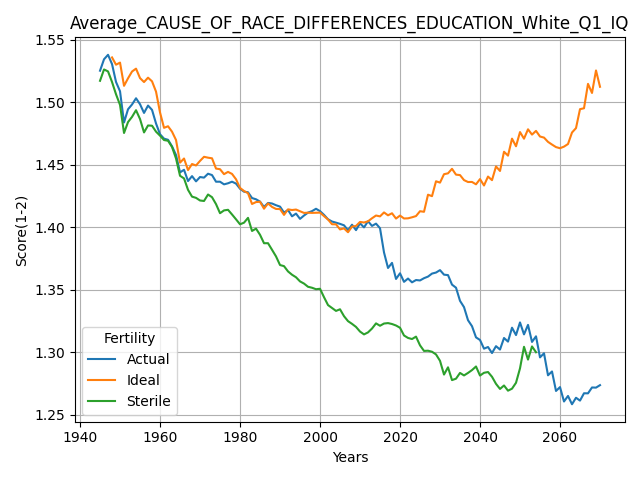 Average_CAUSE_OF_RACE_DIFFERENCES_EDUCATION_White_Q1_IQ
1.55
1.50
1.45
1.40
1.35
1.30
1.25
Score(1-2)
Fertility
Actual
Ideal
Sterile
1940 1960 1980 2000 2020 2040 2060
Years